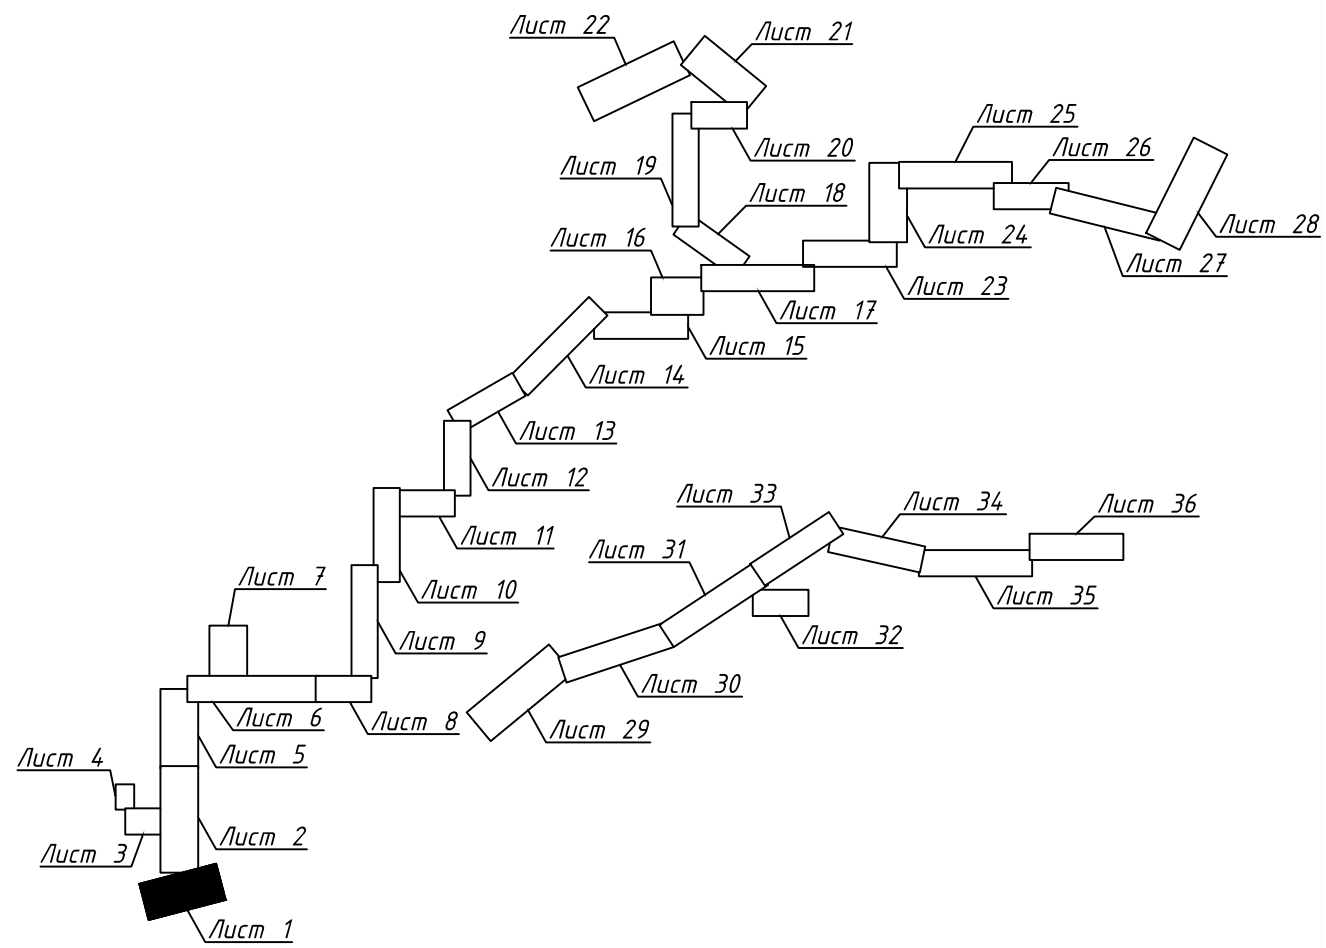 Лист 22
Лист 21
Лист 25
Лист 20
Лист 26
Лист 19
Лист 18
Лист 28
Лист 16
Лист 24
Лист 27
Лист 23
Лист 17
Лист 15
Лист 14
Лист 13
Лист 12
Лист 33
Лист 34
Лист 36
Лист 11
Лист 31
Лист 7
Лист 10
Лист 35
Лист 9
Лист 32
Лист 30
Лист 6
Лист 8
Лист 29
Лист 4
Лист 5
Лист 2
Лист 3
Лист 1